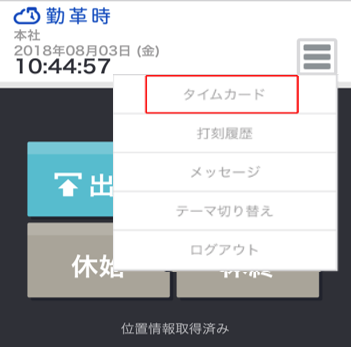 勤革時
本社
2018年08月03日 (金)
10:44:57
タイムカード
打刻履歴
メッセージ
テーマ切り替え
ログアウト
出
休始
位置情報取得済み